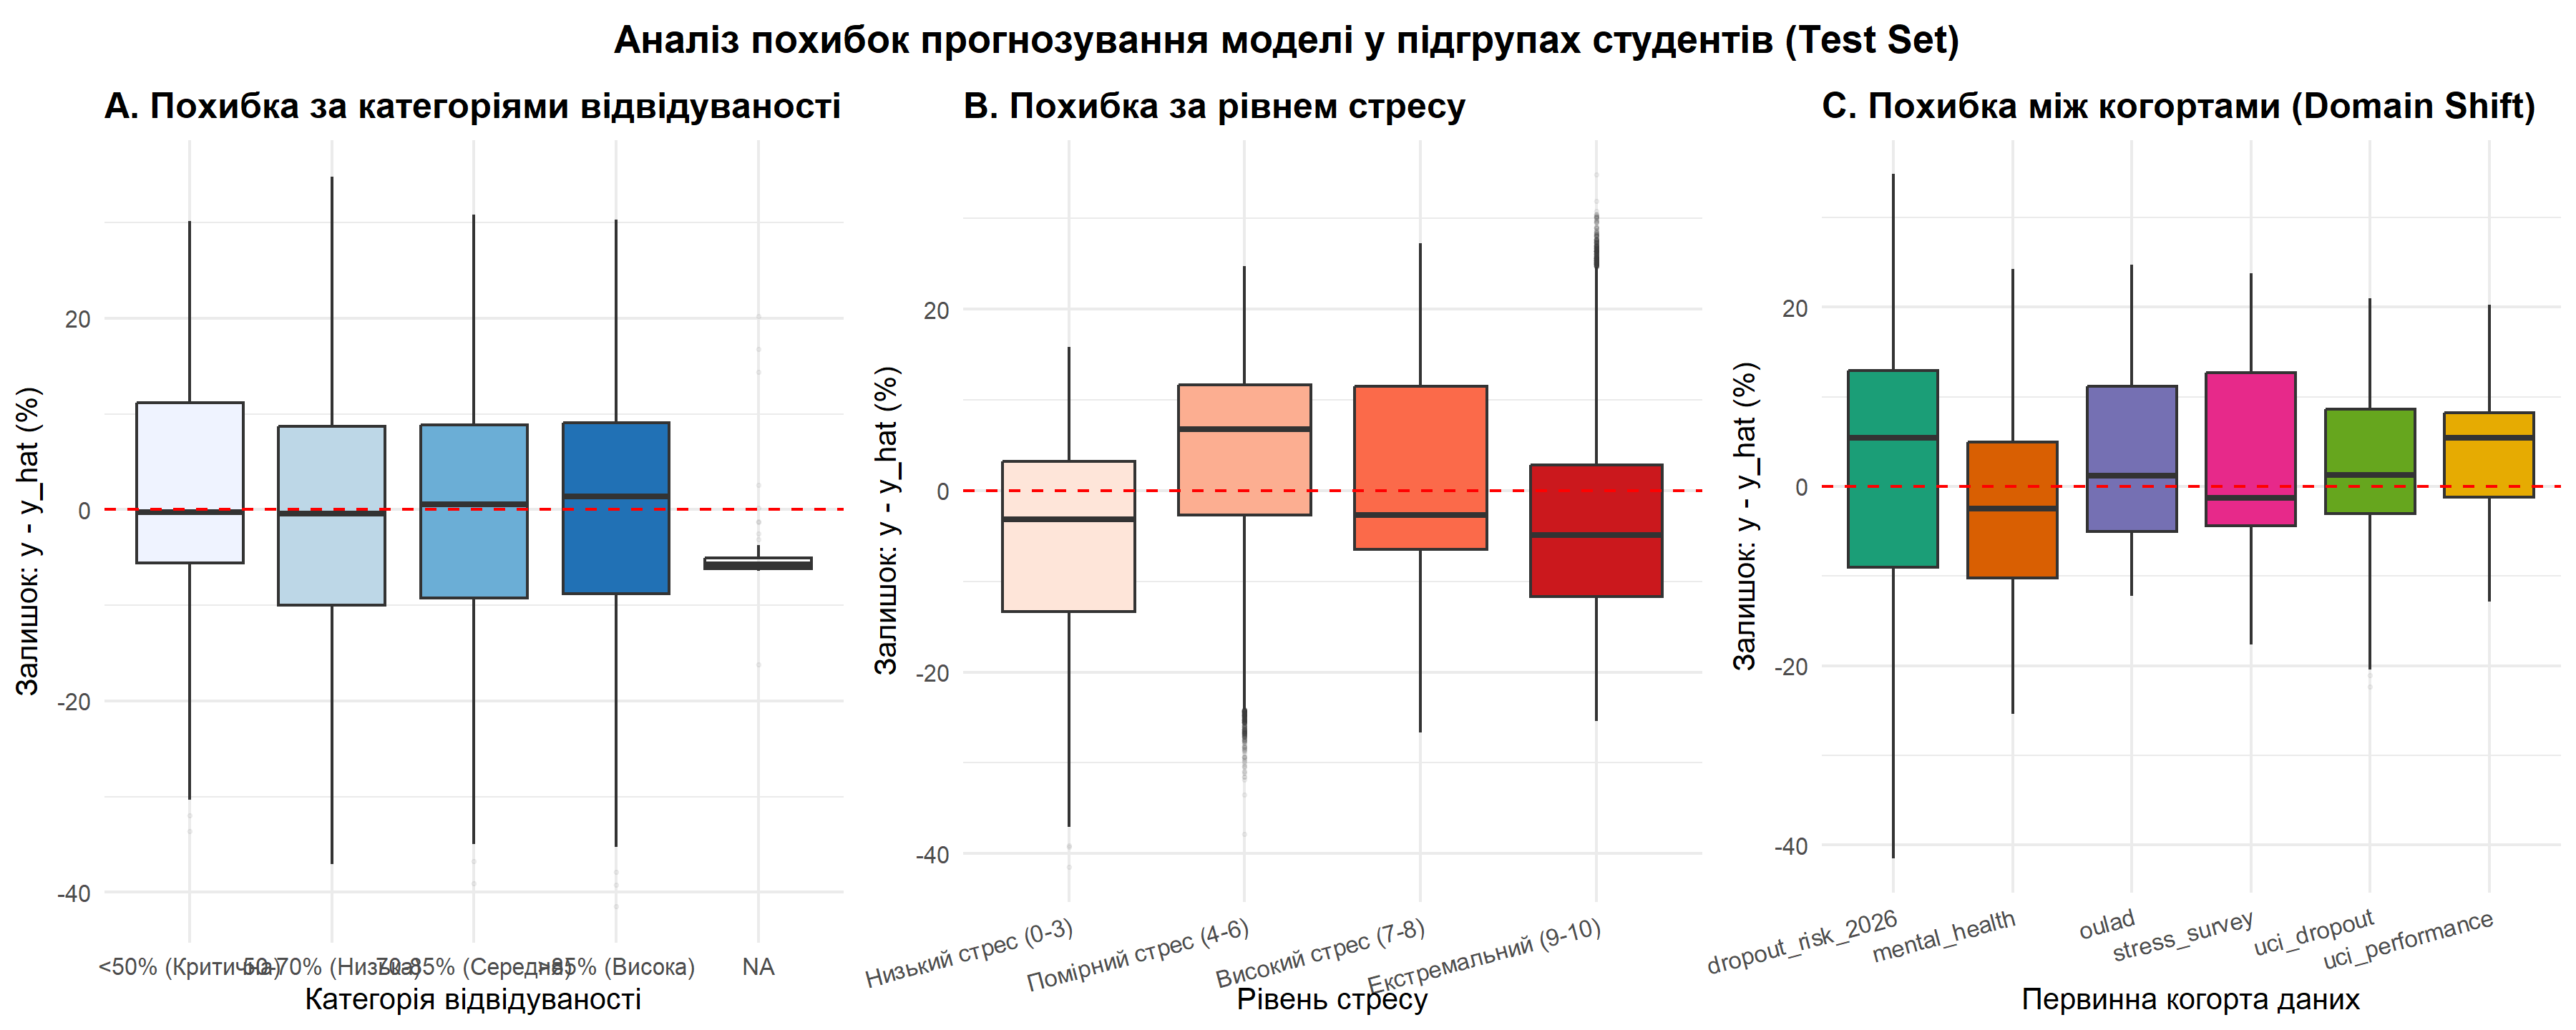 Аналіз похибок прогнозування моделі у підгрупах студентів (Test Set)
A. Похибка за категоріями відвідуваності
Залишок: y - y_hat (%)
20
0
-20
-40
<50% (Критична)
50-70% (Низька)
70-85% (Середня)
>85% (Висока)
NA
Категорія відвідуваності
B. Похибка за рівнем стресу
Залишок: y - y_hat (%)
20
0
-20
-40
Низький стрес (0-3)
Помірний стрес (4-6)
Високий стрес (7-8)
Екстремальний (9-10)
Рівень стресу
C. Похибка між когортами (Domain Shift)
Залишок: y - y_hat (%)
20
0
-20
-40
dropout_risk_2026
mental_health
oulad
stress_survey
uci_dropout
uci_performance
Первинна когорта даних